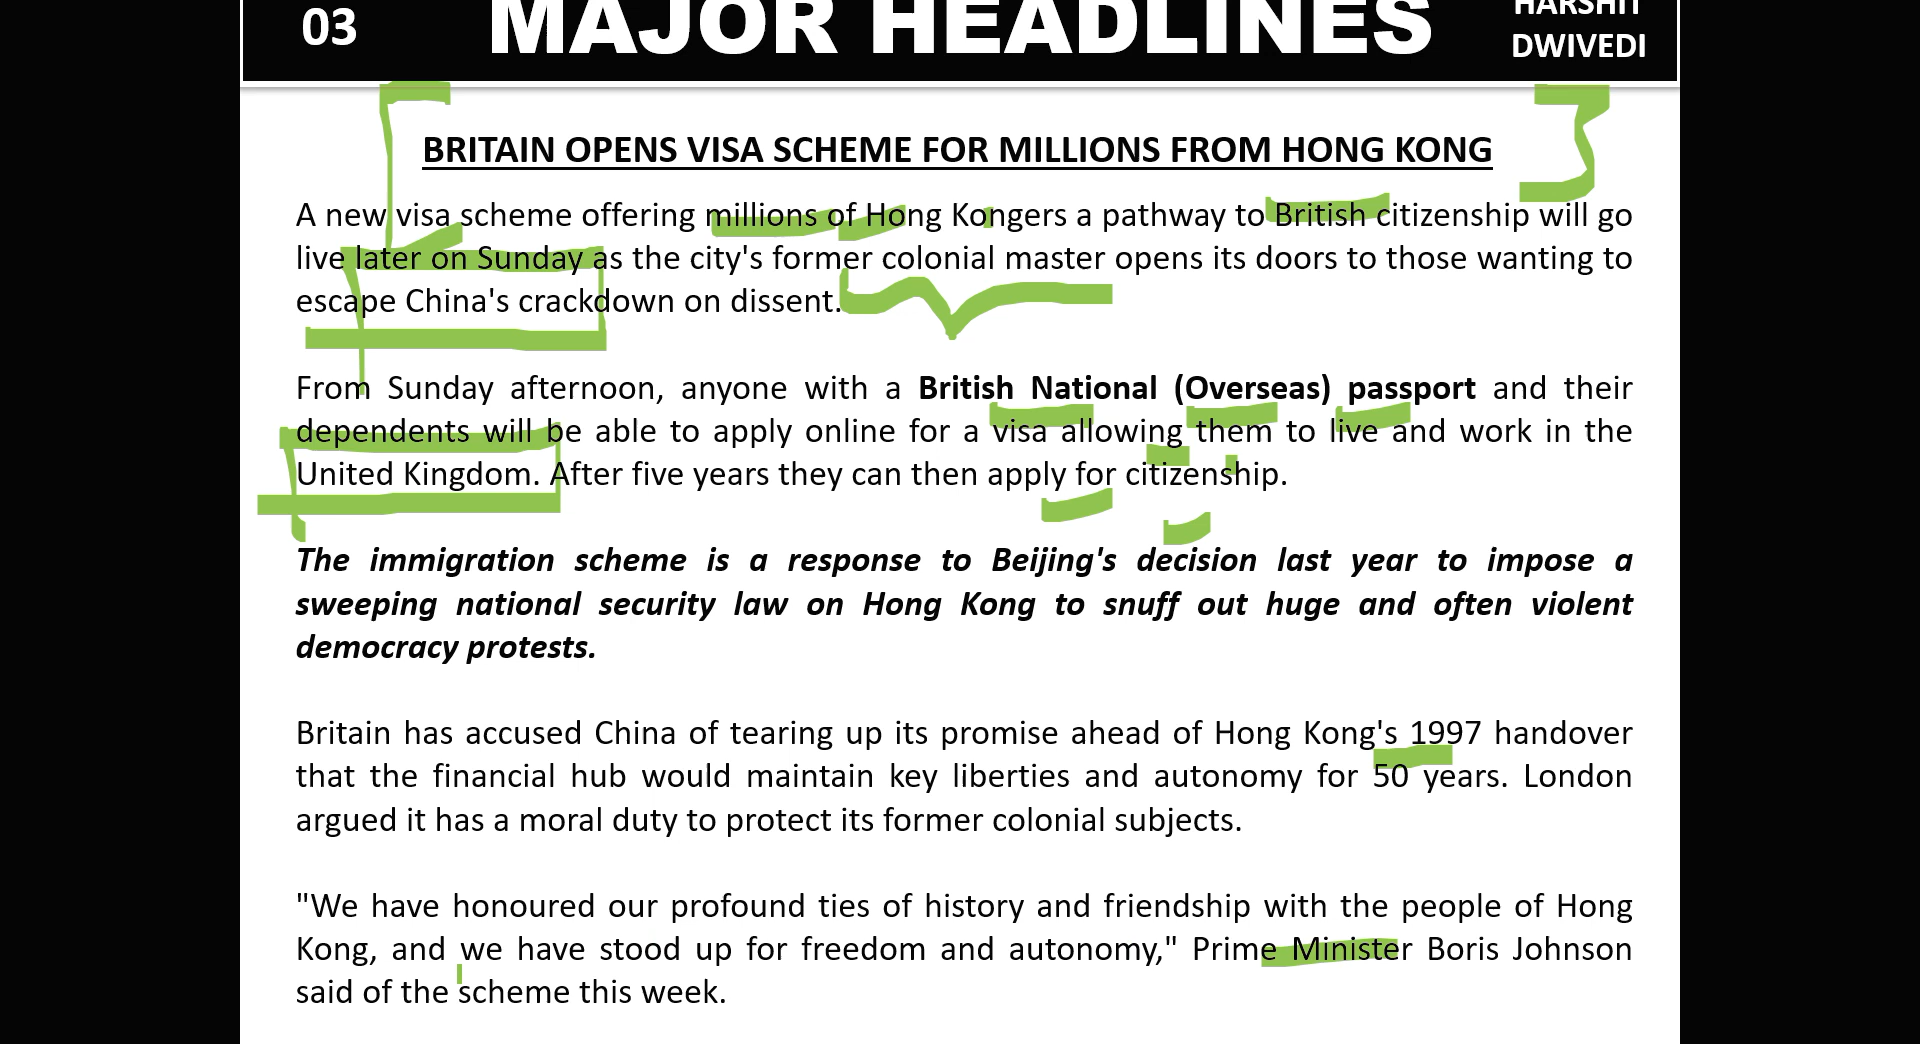 03
MAJOR HEADLINES
HARSHIT
DWIVEDI
BRITAIN OPENS VISA SCHEME FOR MILLIONS FROM HONG KONG
A new visa scheme offering millions of Hong Kongers a pathway to British citizenship will go
live later on Sunday as the city's former colonial master opens its doors to those wanting to
escape China's crackdown on dissent.
From Sunday afternoon, anyone with a British National (Overseas) passport and their
dependents will be able to apply online for a visa allowing them to live and work in the
United Kingdom. After five years they can then apply for citizenship.
The immigration scheme is a response to Beijing's decision last year to impose a
sweeping national security law on Hong Kong to snuff out huge and often violent
democracy protests.
Britain has accused China of tearing up its promise ahead of Hong Kong's 1997 handover
that the financial hub would maintain key liberties and autonomy for 50 years. London
argued it has a moral duty to protect its former colonial subjects.
"We have honoured our profound ties of history and friendship with the people of Hong
Kong, and we have stood up for freedom and autonomy," Prime Minister Boris Johnson
said of the scheme this week.